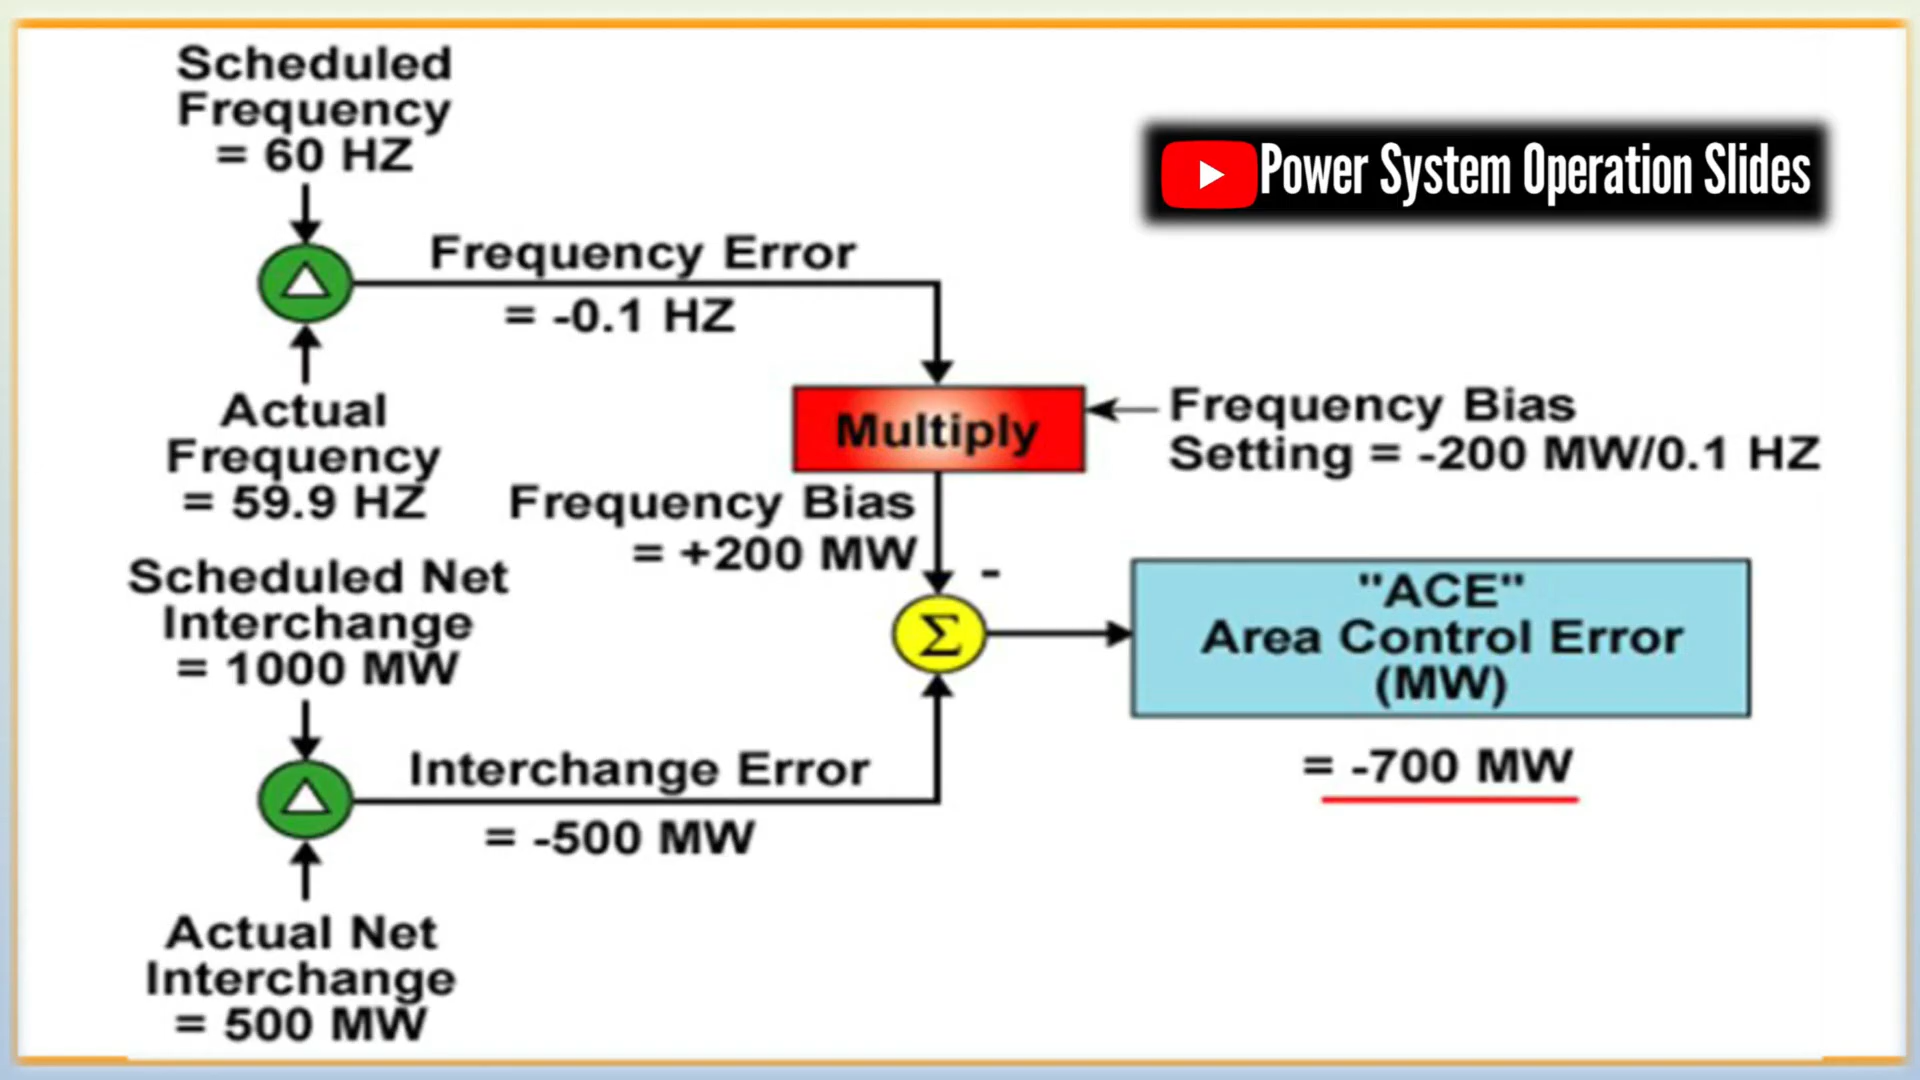 Scheduled
Frequency
= 60 HZ
Power System Operation Slides
Frequency Error
= -0.1 HZ
Actual
Frequency
= 59.9 HZ
Multiply
Frequency Bias
Setting = -200 MW/0.1 HZ
Frequency Bias
= +200 MW
-
Scheduled Net
Interchange
= 1000 MW
Σ
"ACE"
Area Control Error
(MW)
= -700 MW
Interchange Error
= -500 MW
Actual Net
Interchange
= 500 MW